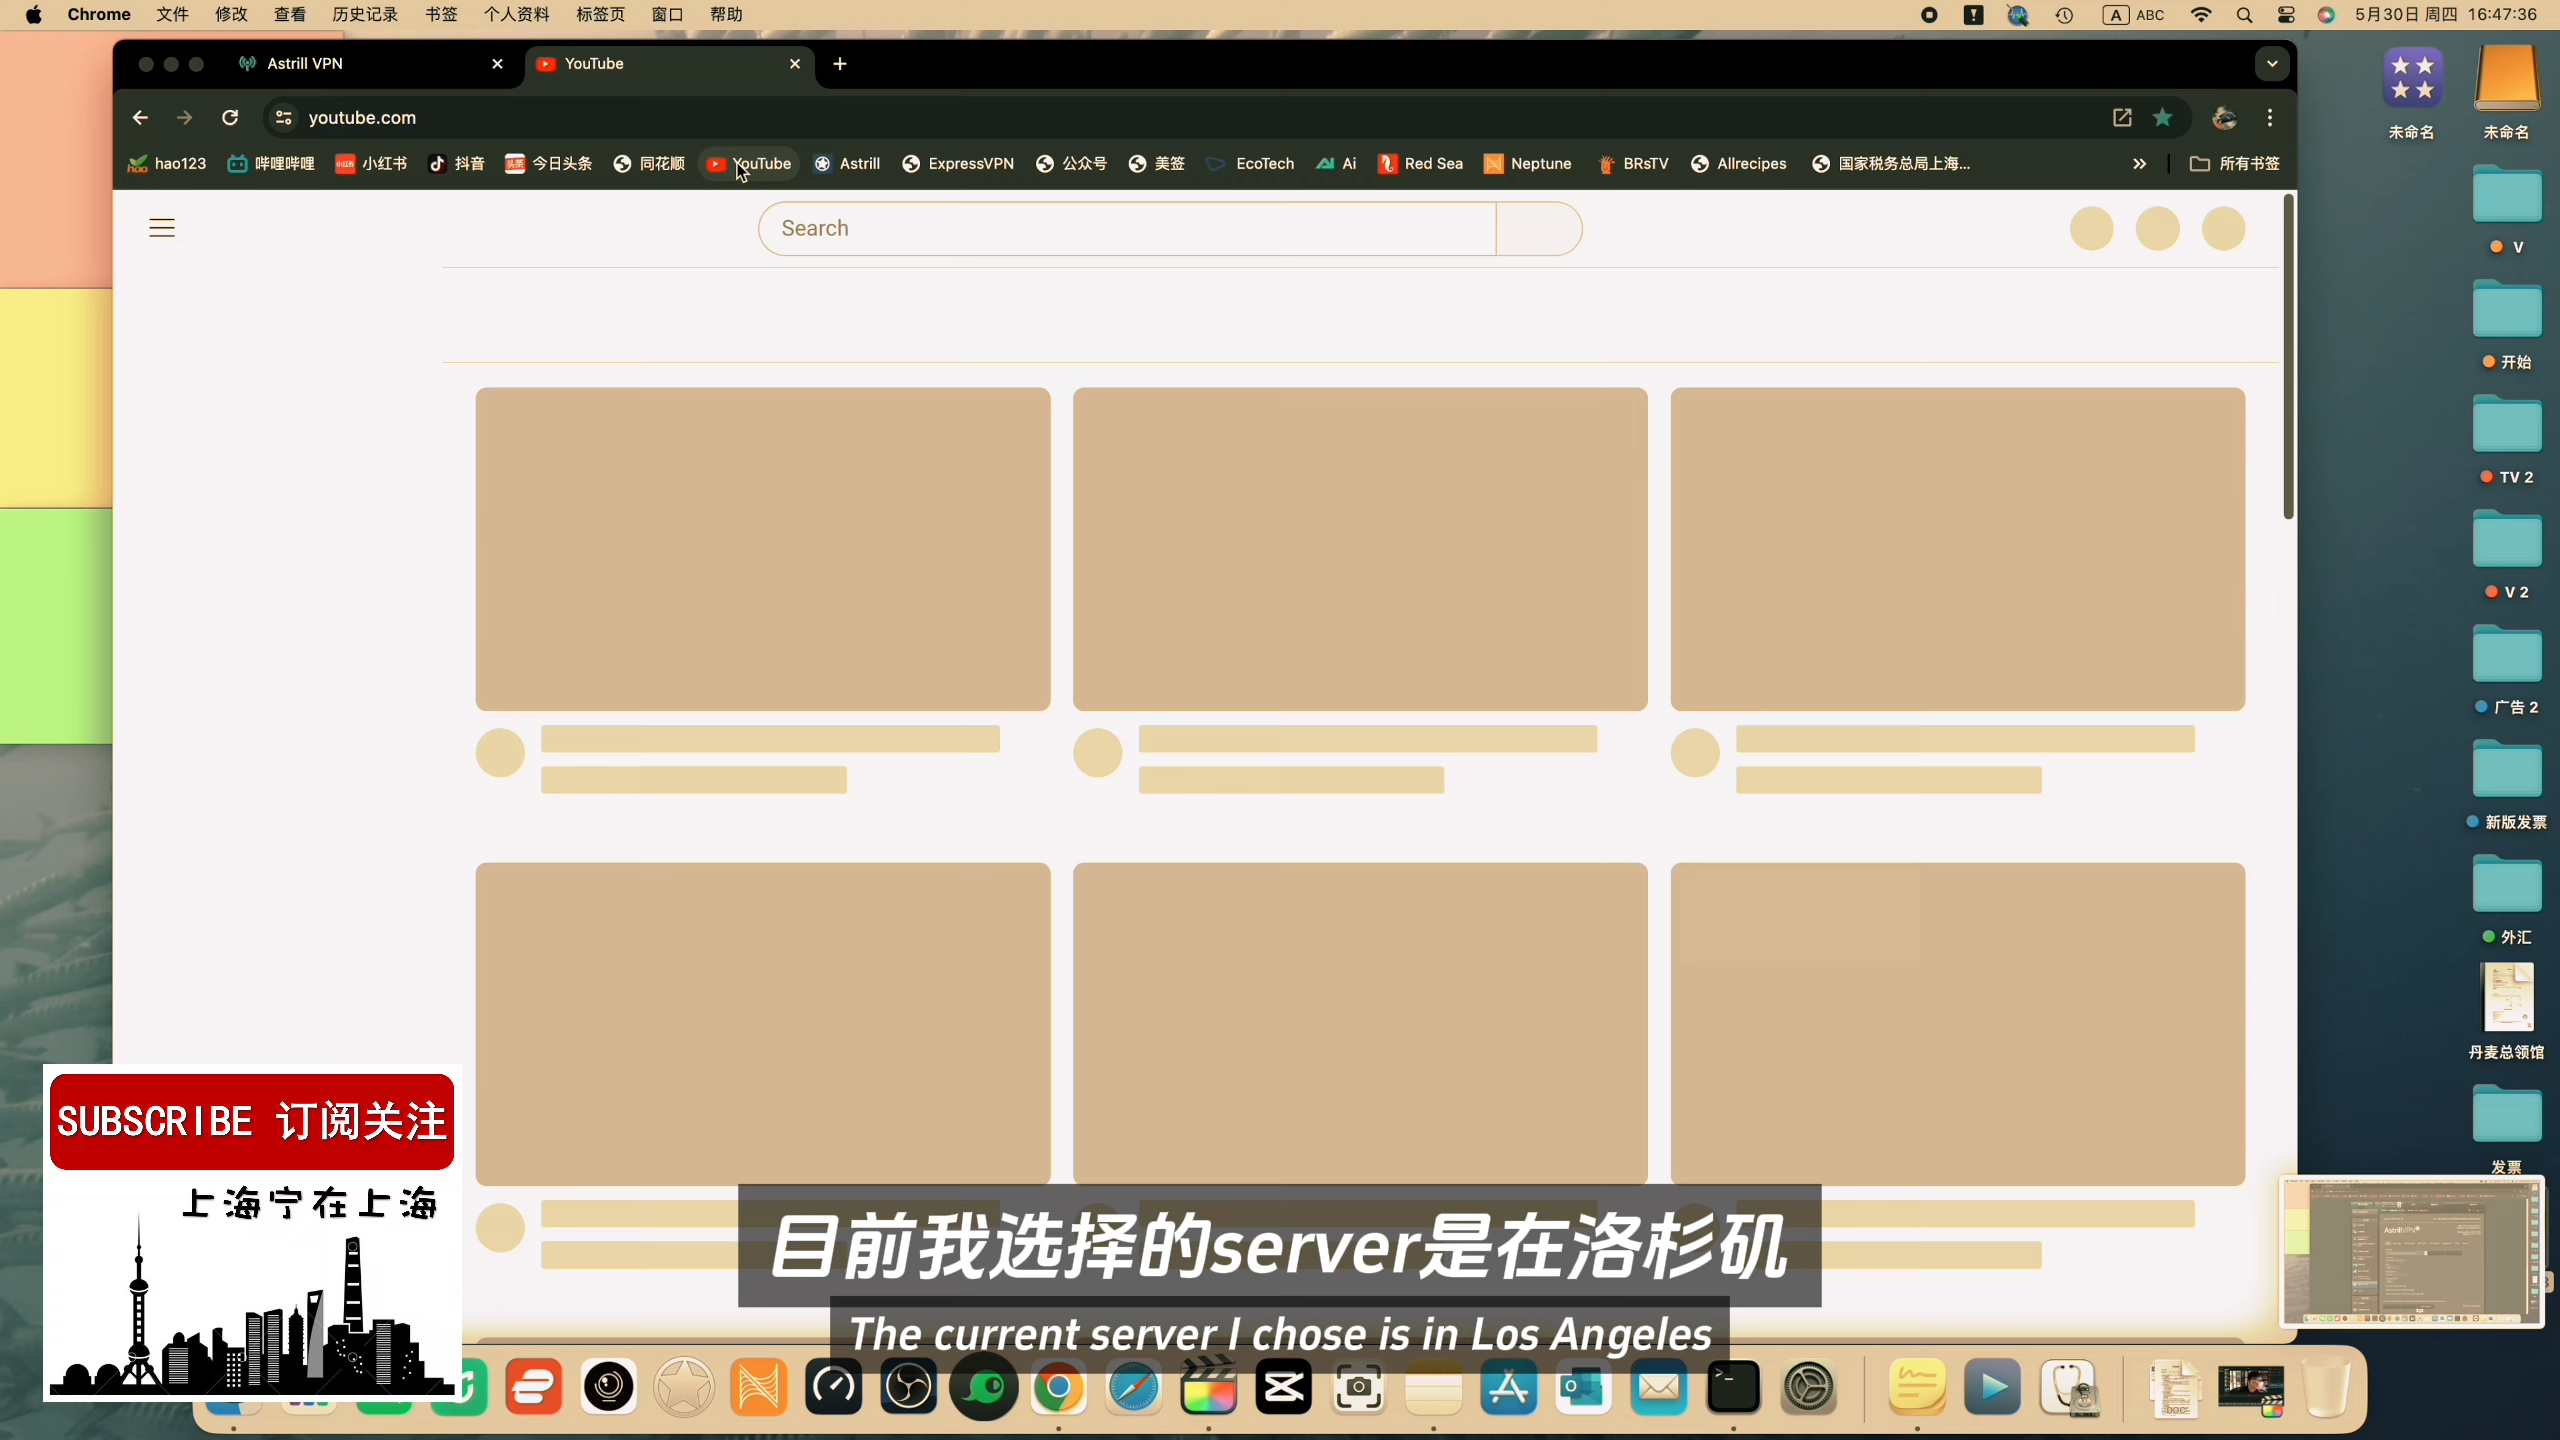 Chrome 文件 修改 查看 历史记录 书签 个人资料 标签页 窗口 帮助 A ABC 5月30日 周四 16:47:36
Astrill VPN YouTube
youtube.com
hao123 哔哩哔哩 小红书 抖音 今日头条 同花顺 YouTube Astrill ExpressVPN 公众号 美签 EcoTech Ai Red Sea Neptune BRsTV Allrecipes 国家税务总局上海... 所有书签
Search
未命名 未命名
V
开始
TV 2
V 2
广告 2
新版发票
外汇
丹麦总领馆
发票
SUBSCRIBE 订阅关注
上海宁在上海
目前我选择的server是在洛杉矶
The current server I chose is in Los Angeles